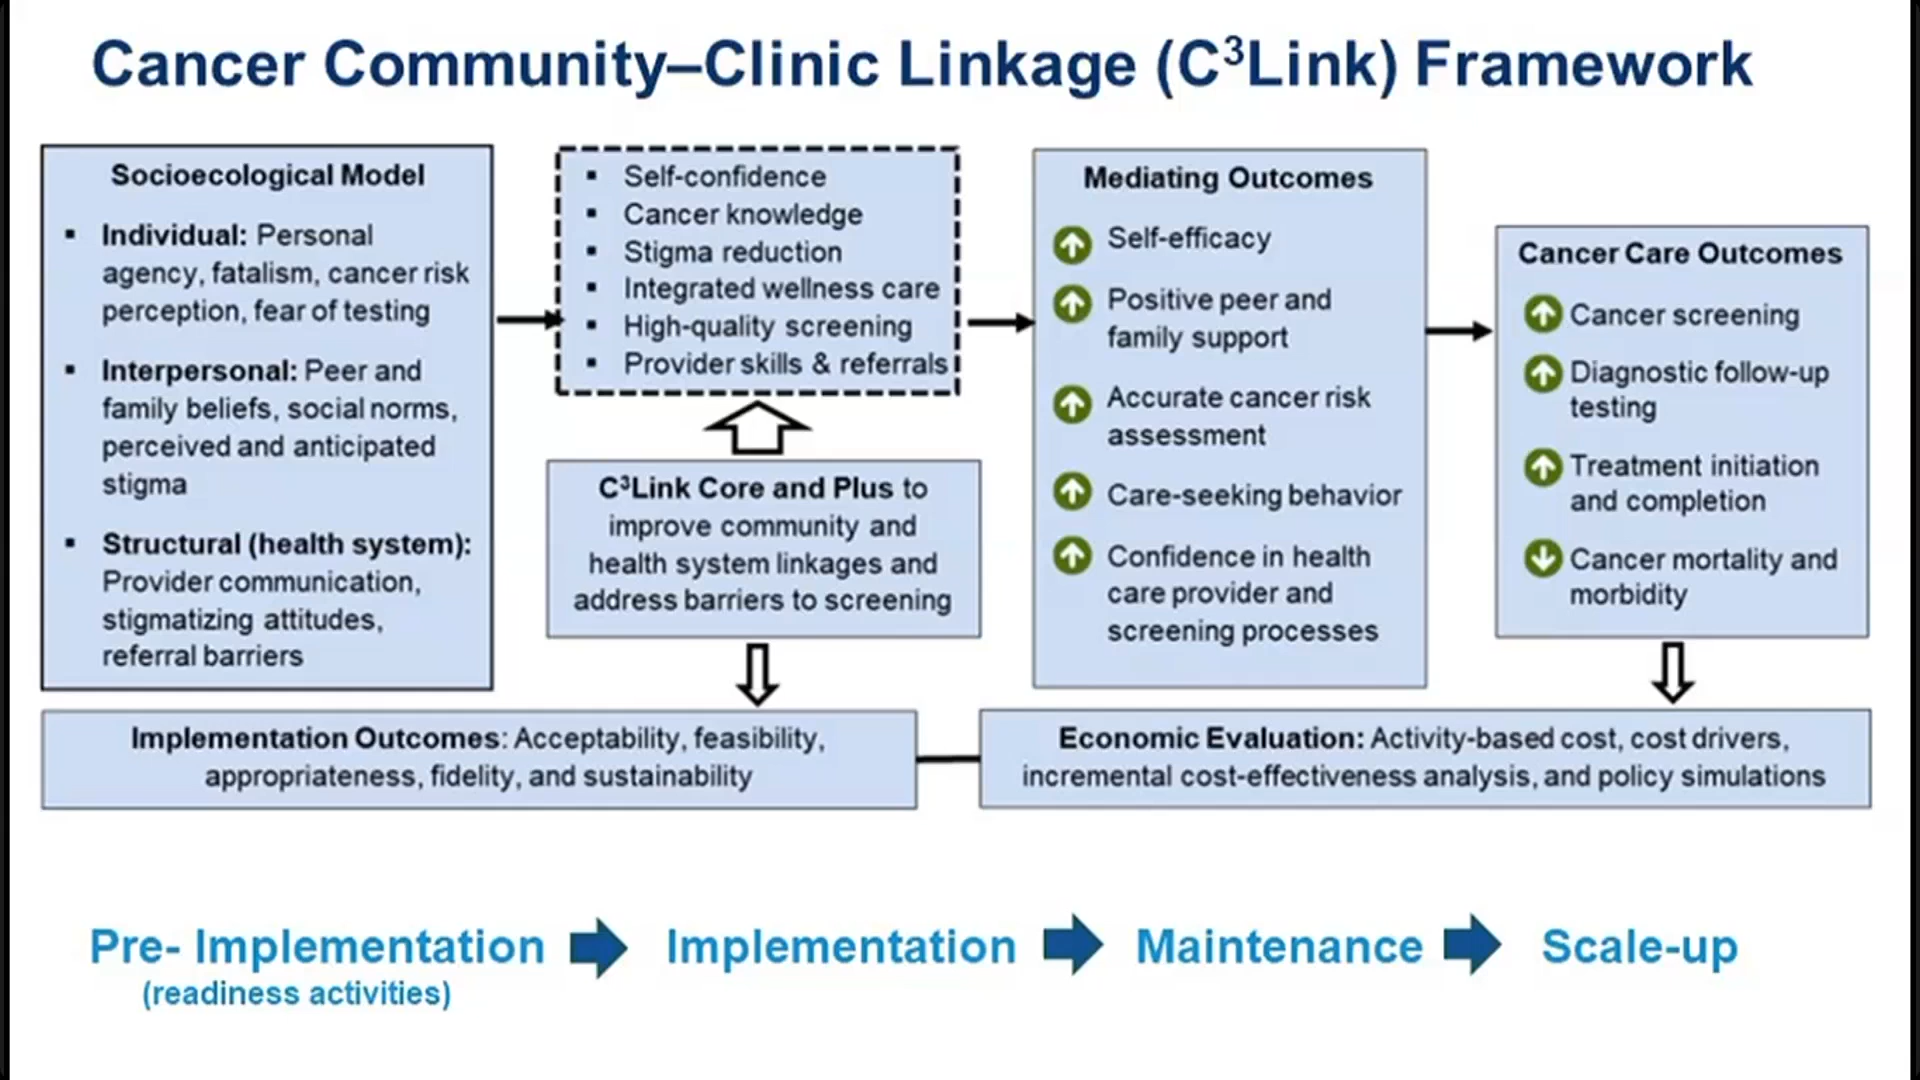 Cancer Community–Clinic Linkage (C³Link) Framework
Socioecological Model
▪ Individual: Personal
agency, fatalism, cancer risk
perception, fear of testing
▪ Interpersonal: Peer and
family beliefs, social norms,
perceived and anticipated
stigma
▪ Structural (health system):
Provider communication,
stigmatizing attitudes,
referral barriers
▪ Self-confidence
▪ Cancer knowledge
▪ Stigma reduction
▪ Integrated wellness care
▪ High-quality screening
▪ Provider skills & referrals
C³Link Core and Plus to
improve community and
health system linkages and
address barriers to screening
Mediating Outcomes
Self-efficacy
Positive peer and
family support
Accurate cancer risk
assessment
Care-seeking behavior
Confidence in health
care provider and
screening processes
Cancer Care Outcomes
Cancer screening
Diagnostic follow-up
testing
Treatment initiation
and completion
Cancer mortality and
morbidity
Implementation Outcomes: Acceptability, feasibility,
appropriateness, fidelity, and sustainability
Economic Evaluation: Activity-based cost, cost drivers,
incremental cost-effectiveness analysis, and policy simulations
Pre- Implementation
(readiness activities)
Implementation
Maintenance
Scale-up